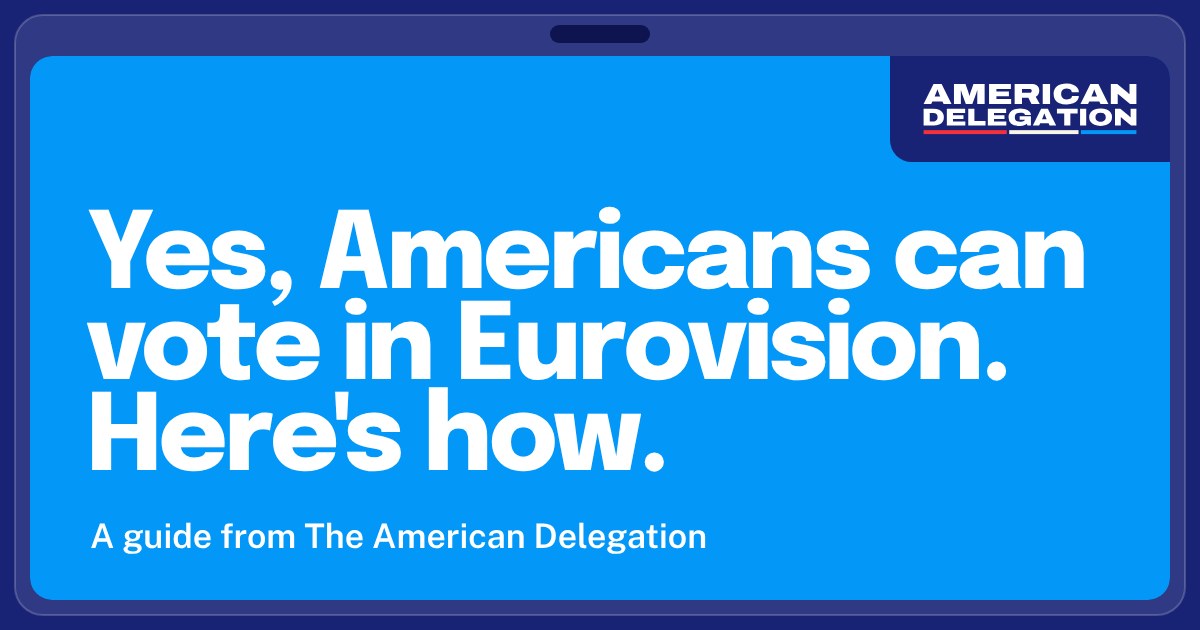 AMERICAN
DELEGATION
Yes, Americans can
vote in Eurovision.
Here's how.
A guide from The American Delegation